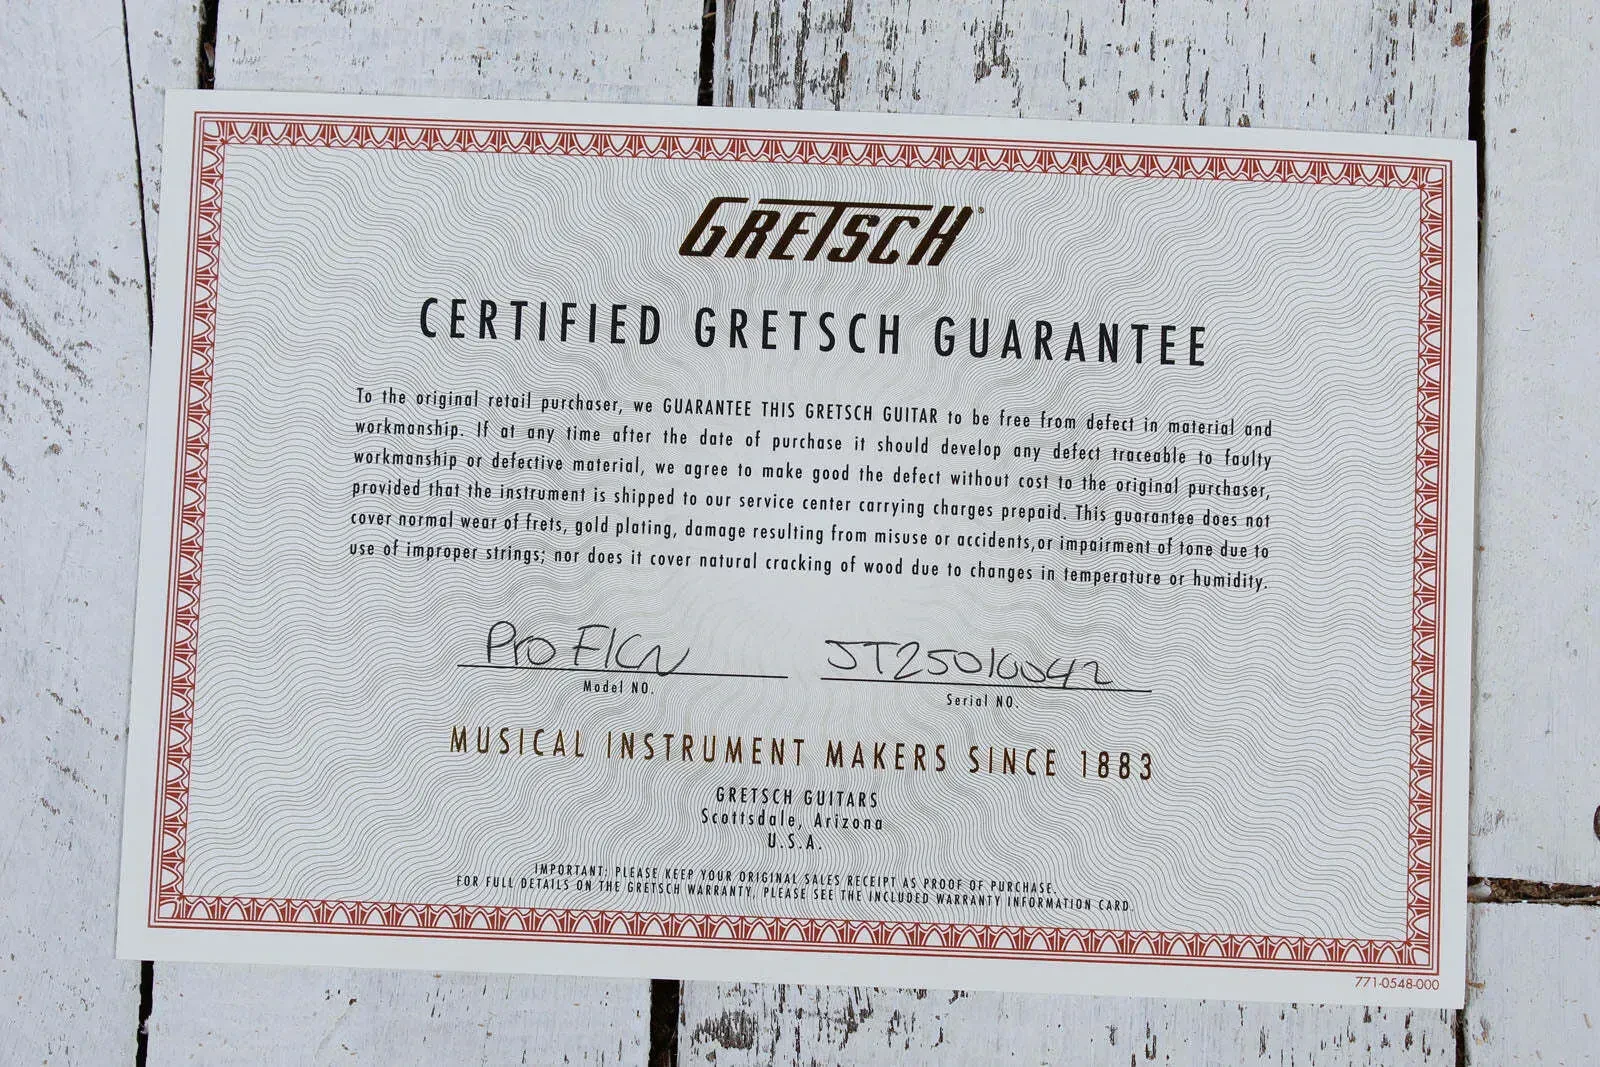 GRETSCH®
CERTIFIED GRETSCH GUARANTEE
To the original retail purchaser, we GUARANTEE THIS GRETSCH GUITAR to be free from defect in material and
workmanship. If at any time after the date of purchase it should develop any defect traceable to faulty
workmanship or defective material, we agree to make good the defect without cost to the original purchaser,
provided that the instrument is shipped to our service center carrying charges prepaid. This guarantee does not
cover normal wear of frets, gold plating, damage resulting from misuse or accidents,or impairment of tone due to
use of improper strings; nor does it cover natural cracking of wood due to changes in temperature or humidity.
Pro FlCN JT25010042
Model NO. Serial NO.
MUSICAL INSTRUMENT MAKERS SINCE 1883
GRETSCH GUITARS
Scottsdale, Arizona
U.S.A.
IMPORTANT: PLEASE KEEP YOUR ORIGINAL SALES RECEIPT AS PROOF OF PURCHASE.
FOR FULL DETAILS ON THE GRETSCH WARRANTY, PLEASE SEE THE INCLUDED WARRANTY INFORMATION CARD.
771-0548-000